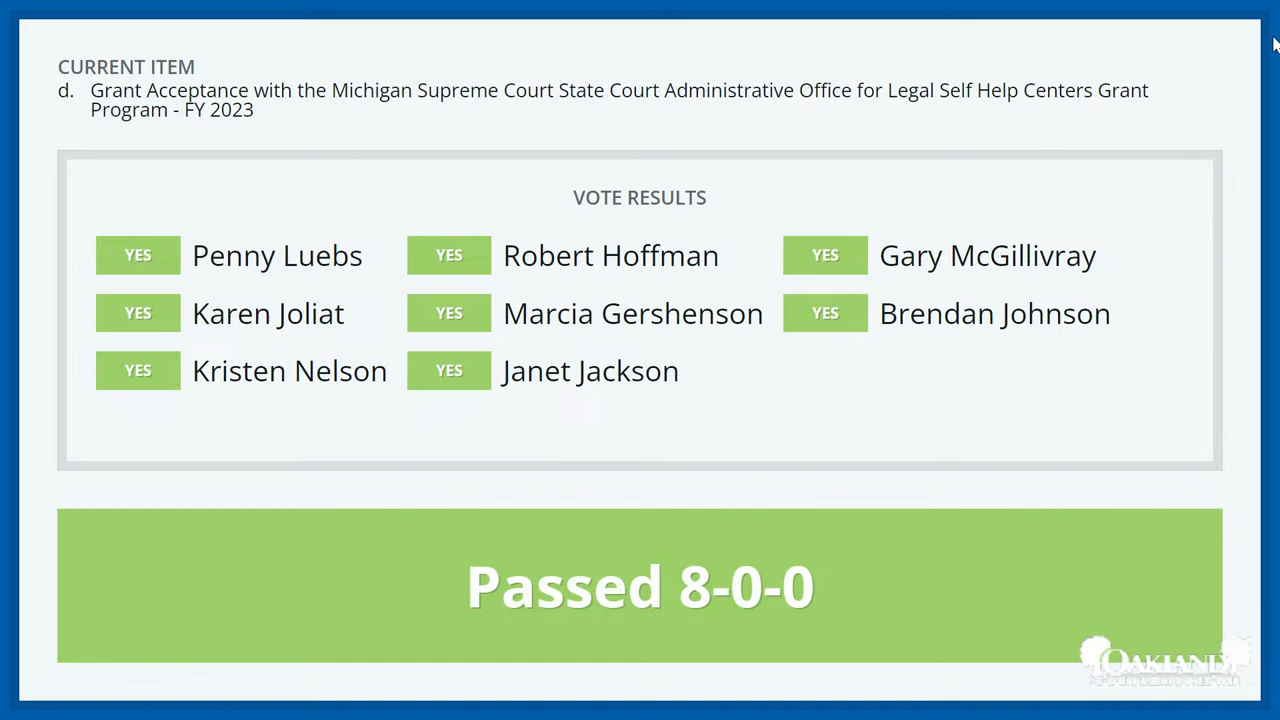 CURRENT ITEM
d. Grant Acceptance with the Michigan Supreme Court State Court Administrative Office for Legal Self Help Centers Grant
Program - FY 2023
VOTE RESULTS
YES Penny Luebs YES Robert Hoffman YES Gary McGillivray
YES Karen Joliat YES Marcia Gershenson YES Brendan Johnson
YES Kristen Nelson YES Janet Jackson
Passed 8-0-0
OAKLAND